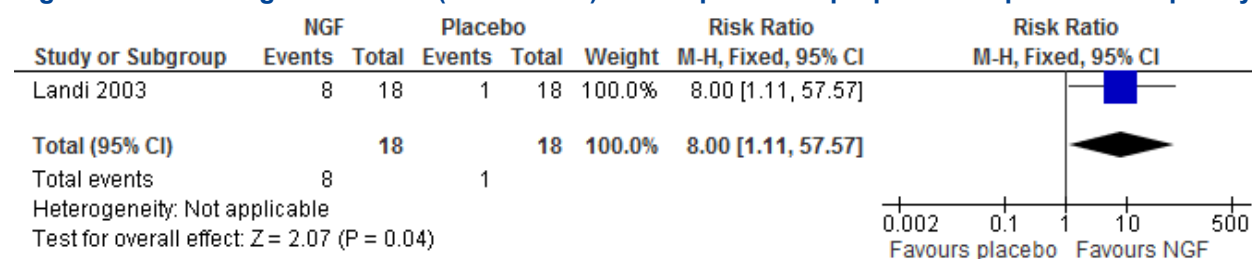 NGF Placebo Risk Ratio Risk Ratio
Study or Subgroup Events Total Events Total Weight M-H, Fixed, 95% CI M-H, Fixed, 95% CI
Landi 2003 8 18 1 18 100.0% 8.00 [1.11, 57.57]
Total (95% CI) 18 18 100.0% 8.00 [1.11, 57.57]
Total events 8 1
Heterogeneity: Not applicable
Test for overall effect: Z = 2.07 (P = 0.04)
0.002 0.1 1 10 500
Favours placebo Favours NGF